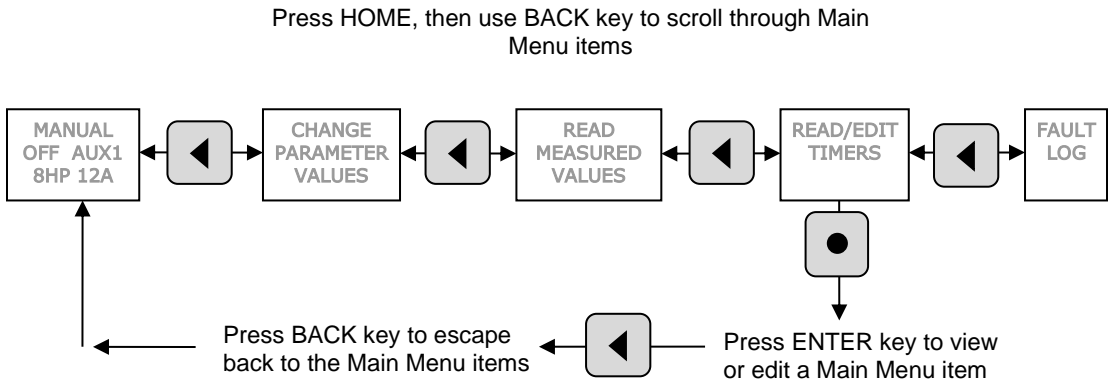 Press HOME, then use BACK key to scroll through Main
Menu items
MANUAL
OFF AUX1
8HP 12A
CHANGE
PARAMETER
VALUES
READ
MEASURED
VALUES
READ/EDIT
TIMERS
FAULT
LOG
Press BACK key to escape
back to the Main Menu items
Press ENTER key to view
or edit a Main Menu item